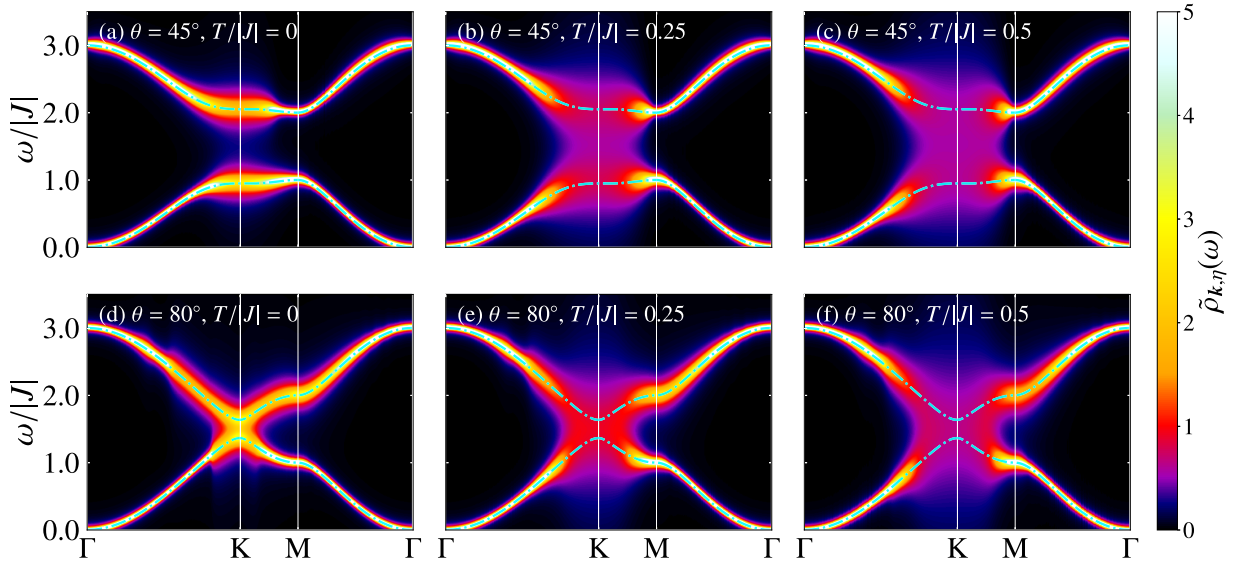 (a) θ = 45°, T/|J| = 0
(b) θ = 45°, T/|J| = 0.25
(c) θ = 45°, T/|J| = 0.5
5
3.0
4
2.0
ω/|J|
1.0
0.0
3
ρ̃k,η(ω)
(d) θ = 80°, T/|J| = 0
(e) θ = 80°, T/|J| = 0.25
(f) θ = 80°, T/|J| = 0.5
3.0
2
2.0
ω/|J|
1
1.0
0.0
0
Γ K M Γ
Γ K M Γ
Γ K M Γ